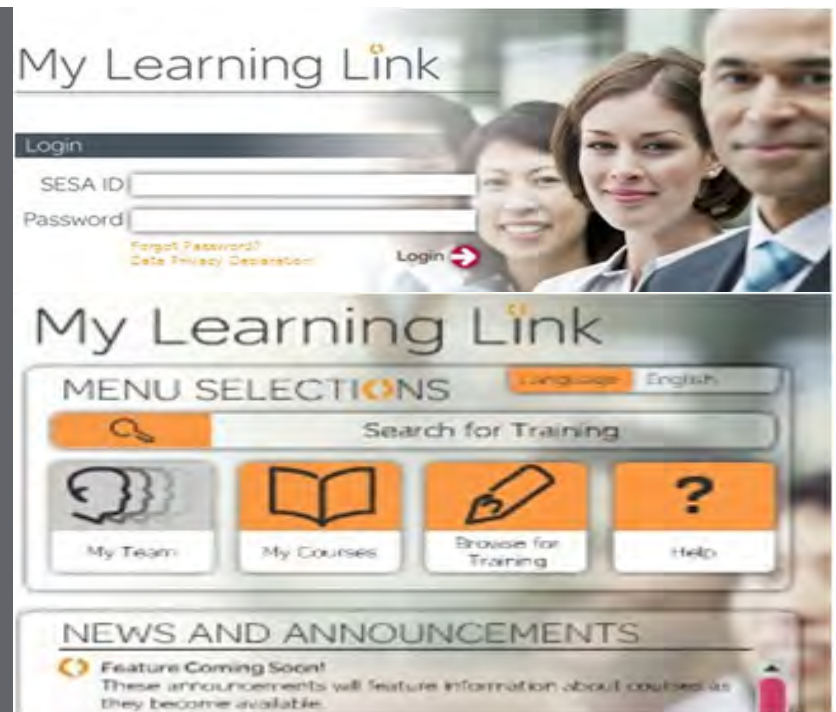 My Learning Link
Login
SESA ID
Password
Forgot Password?
Data Privacy Declaration
Login
My Learning Link
MENU SELECTIONS
Language English
Search for Training
My Team
My Courses
Browse for
Training
Help
NEWS AND ANNOUNCEMENTS
Feature Coming Soon!
These announcements will feature information about courses as
they become available.